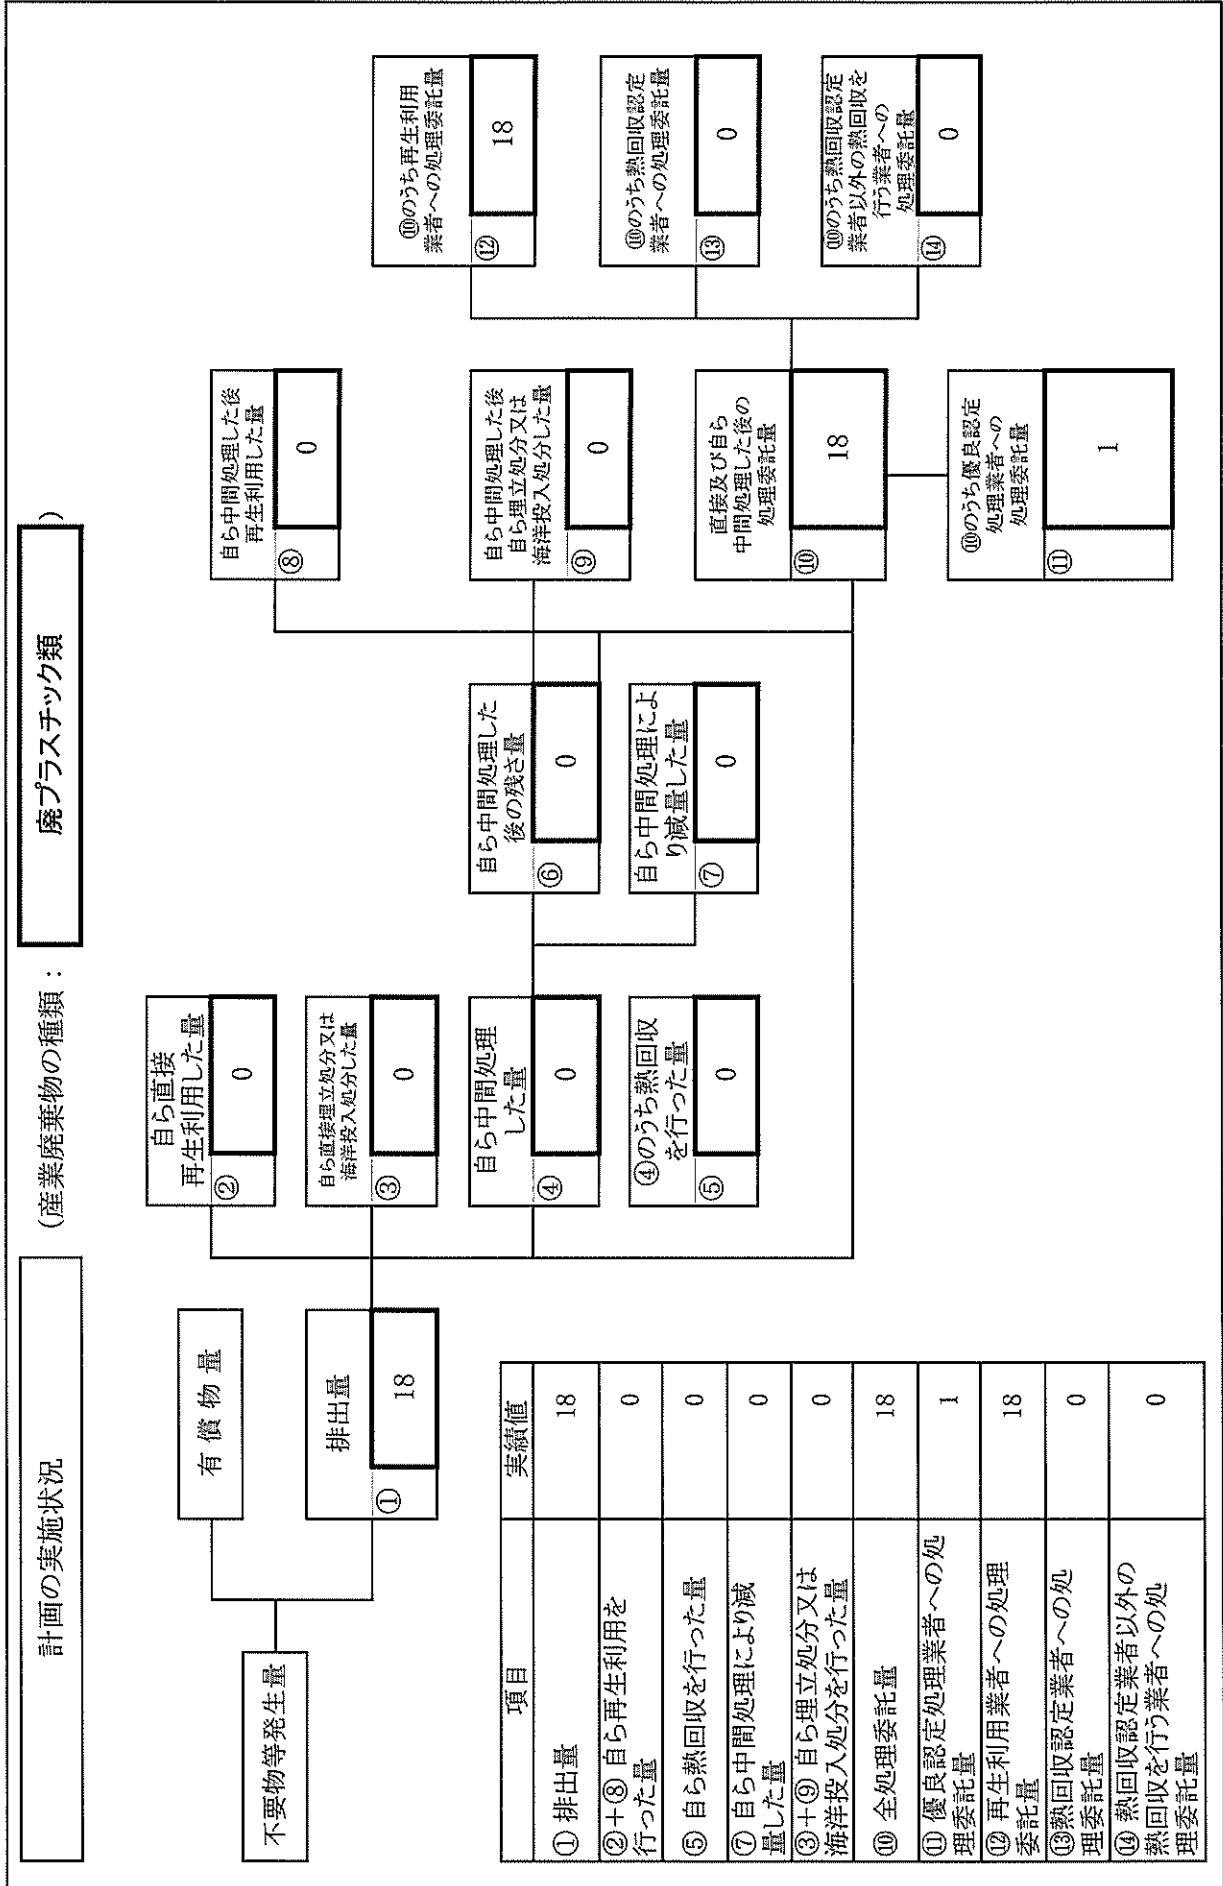 計画の実施状況
(産業廃棄物の種類：
廃プラスチック類
)
不要物等発生量
有償物量
排出量
①
18
自ら直接
再生利用した量
②
0
自ら直接埋立処分又は
海洋投入処分した量
③
0
自ら中間処理
した量
④
0
④のうち熱回収
を行った量
⑤
0
自ら中間処理した
後の残さ量
⑥
0
自ら中間処理によ
り減量した量
⑦
0
自ら中間処理した後
再生利用した量
⑧
0
自ら中間処理した後
自ら埋立処分又は
海洋投入処分した量
⑨
0
直接及び自ら
中間処理した後の
処理委託量
⑩
18
⑩のうち優良認定
処理業者への
処理委託量
⑪
1
⑩のうち再生利用
業者への処理委託量
⑫
18
⑩のうち熱回収認定
業者への処理委託量
⑬
0
⑩のうち熱回収認定
業者以外の熱回収を
行う業者への
処理委託量
⑭
0
項目 実績値
①排出量 18
②＋⑧自ら再生利用を
行った量 0
⑤自ら熱回収を行った量 0
⑦自ら中間処理により減
量した量 0
③＋⑨自ら埋立処分又は
海洋投入処分を行った量 0
⑩全処理委託量 18
⑪優良認定処理業者への処
理委託量 1
⑫再生利用業者への処理
委託量 18
⑬熱回収認定業者への処
理委託量 0
⑭熱回収認定業者以外の
熱回収を行う業者への処
理委託量 0